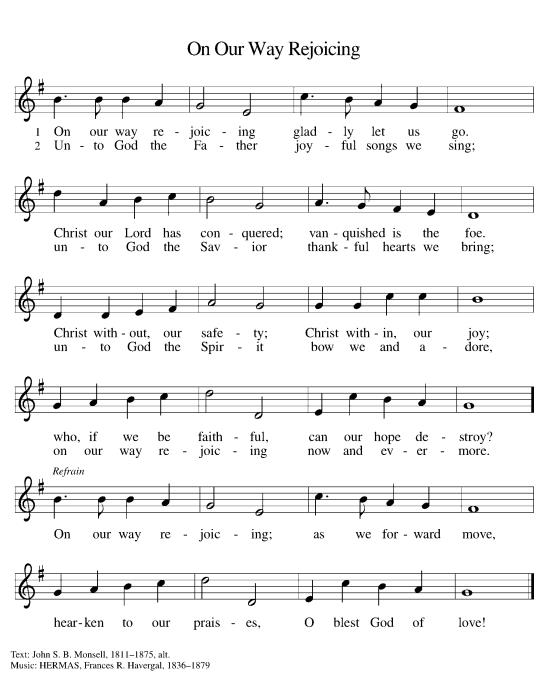 On Our Way Rejoicing
1 On our way re - joic - ing glad - ly let us go.
2 Un - to God the Fa - ther joy - ful songs we sing;
Christ our Lord has con - quered; van - quished is the foe.
un - to God the Sav - ior thank - ful hearts we bring;
Christ with - out, our safe - ty; Christ with - in, our joy;
un - to God the Spir - it bow we and a - dore,
who, if we be faith - ful, can our hope de - stroy?
on our way re - joic - ing now and ev - er - more.
Refrain
On our way re - joic - ing; as we for - ward move,
hear - ken to our prais - es, O blest God of love!
Text: John S. B. Monsell, 1811–1875, alt.
Music: HERMAS, Frances R. Havergal, 1836–1879